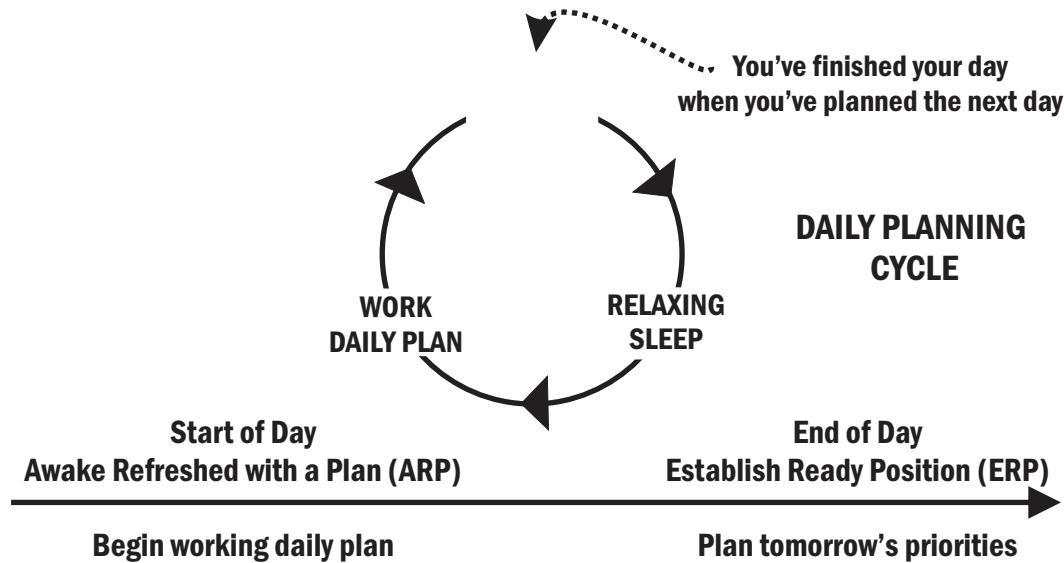 You’ve finished your day
when you’ve planned the next day
DAILY PLANNING
CYCLE
WORK
DAILY PLAN
RELAXING
SLEEP
Start of Day
Awake Refreshed with a Plan (ARP)
End of Day
Establish Ready Position (ERP)
Begin working daily plan
Plan tomorrow’s priorities